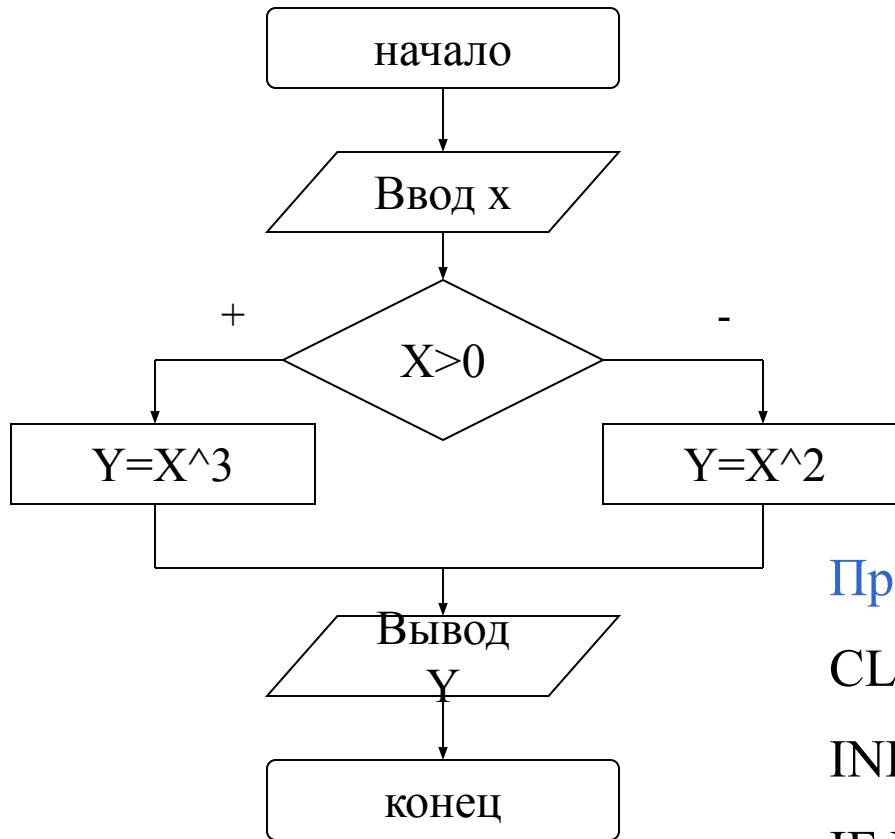 начало
Ввод x
+
-
X>0
Y=X^3
Y=X^2
Вывод
Y
конец